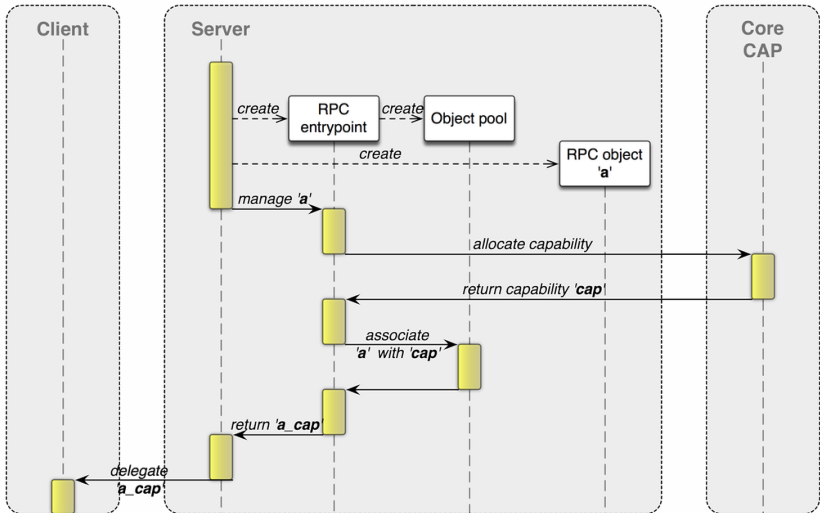 Client
Server
Core
CAP
create
RPC
entrypoint
create
Object pool
create
RPC object
'a'
manage 'a'
allocate capability
return capability 'cap'
associate
'a' with 'cap'
return 'a_cap'
delegate
'a_cap'